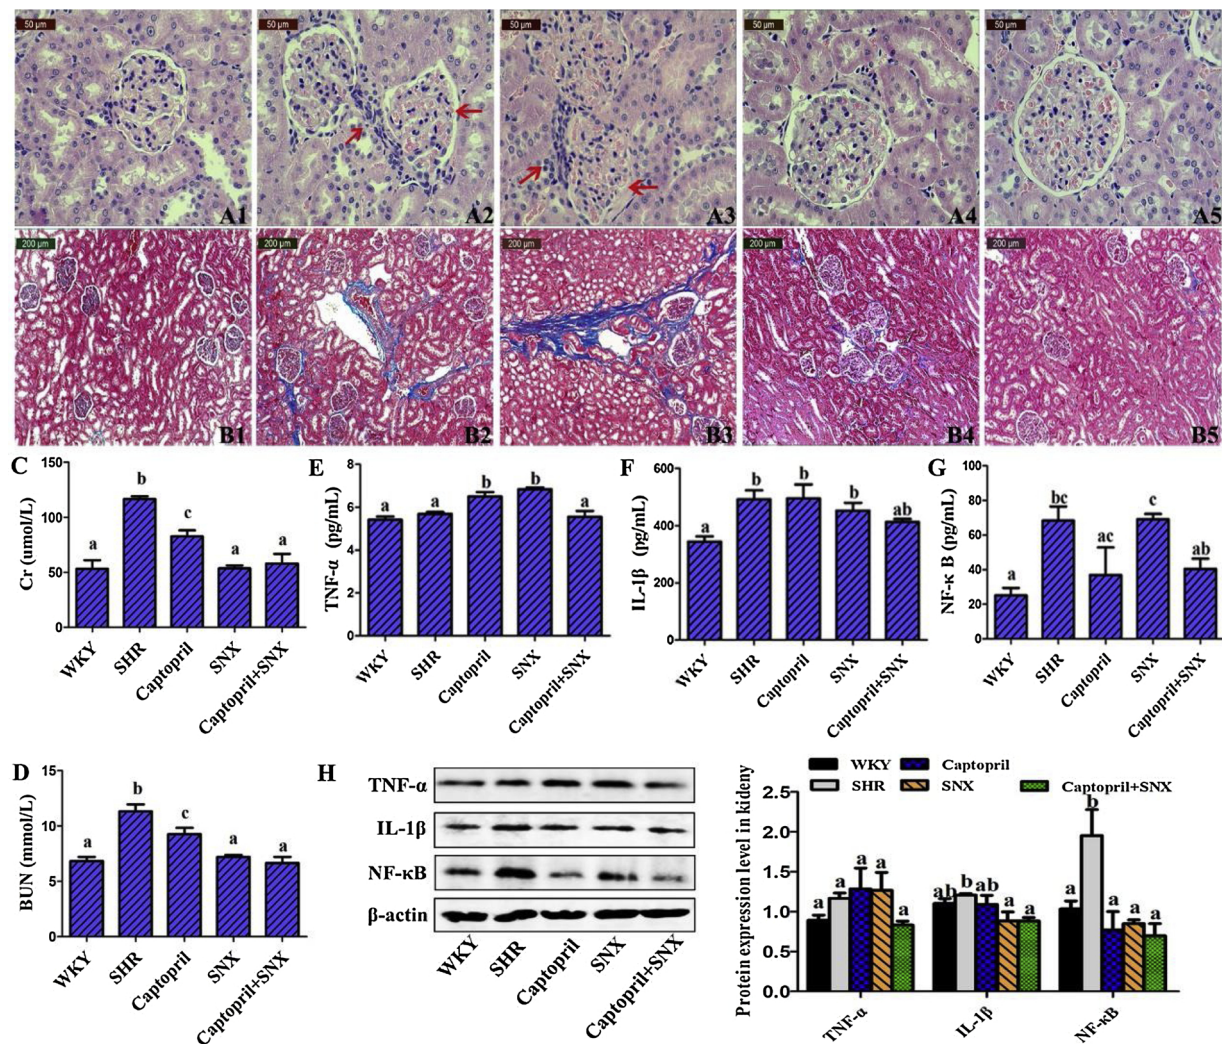 50 μm 50 μm 50 μm 50 μm 50 μm
A1 A2 A3 A4 A5
200 μm 200 μm 200 μm 200 μm 200 μm
B1 B2 B3 B4 B5
C
Cr (umol/L)
150
100
50
0
a b c a a
WKY SHR Captopril SNX Captopril+SNX
E
TNF-α (pg/mL)
8
6
4
2
0
a a b b a
WKY SHR Captopril SNX Captopril+SNX
F
IL-1β (pg/mL)
600
400
200
0
a b b b ab
WKY SHR Captopril SNX Captopril+SNX
G
NF-κ B (pg/mL)
100
80
60
40
20
0
a bc ac c ab
WKY SHR Captopril SNX Captopril+SNX
D
BUN (mmol/L)
15
10
5
0
a b c a a
WKY SHR Captopril SNX Captopril+SNX
H
TNF-α
IL-1β
NF-κB
β-actin
WKY SHR Captopril SNX Captopril+SNX
WKY Captopril
SHR SNX Captopril+SNX
Protein expression level in kideny
2.5
2.0
1.5
1.0
0.5
0.0
a a a a a
ab b ab a a
a b a a a
TNF-α IL-1β NF-κB